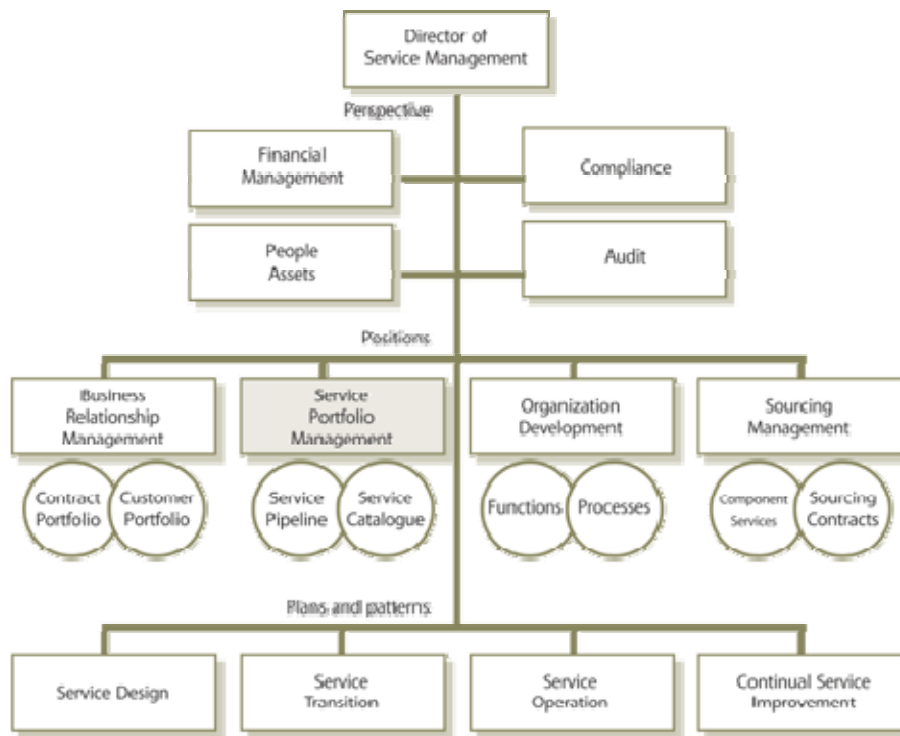 Director of
Service Management
Perspective
Financial
Management
Compliance
People
Assets
Audit
Positions
Business
Relationship
Management
Service
Portfolio
Management
Organization
Development
Sourcing
Management
Contract
Portfolio
Customer
Portfolio
Service
Pipeline
Service
Catalogue
Functions
Processes
Component
Services
Sourcing
Contracts
Plans and patterns
Service Design
Service
Transition
Service
Operation
Continual Service
Improvement